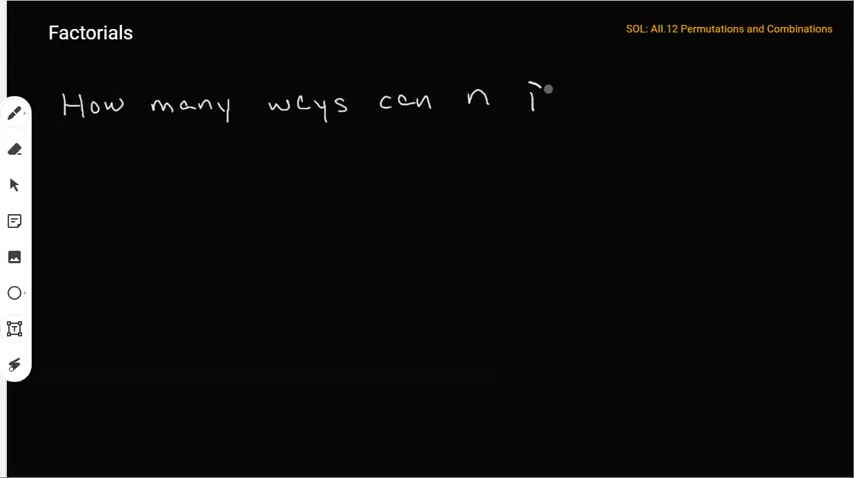 Factorials
SOL: AII.12 Permutations and Combinations
How many ways can n